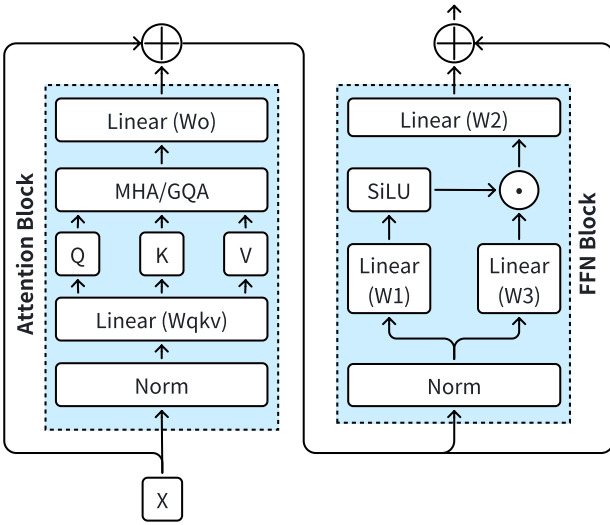 Attention Block
Linear (Wo)
MHA/GQA
Q
K
V
Linear (Wqkv)
Norm
X
FFN Block
Linear (W2)
SiLU
Linear
(W1)
Linear
(W3)
Norm